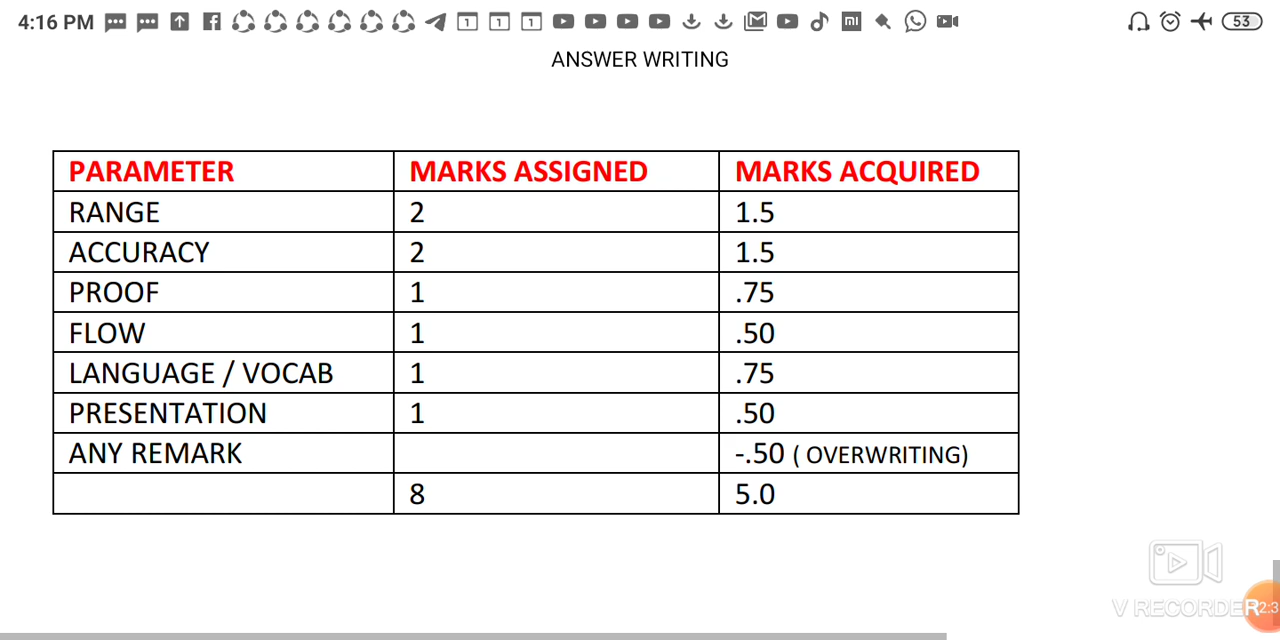 4:16 PM 53
ANSWER WRITING
PARAMETER MARKS ASSIGNED MARKS ACQUIRED
RANGE 2 1.5
ACCURACY 2 1.5
PROOF 1 .75
FLOW 1 .50
LANGUAGE / VOCAB 1 .75
PRESENTATION 1 .50
ANY REMARK -.50 ( OVERWRITING)
8 5.0
V RECORDER